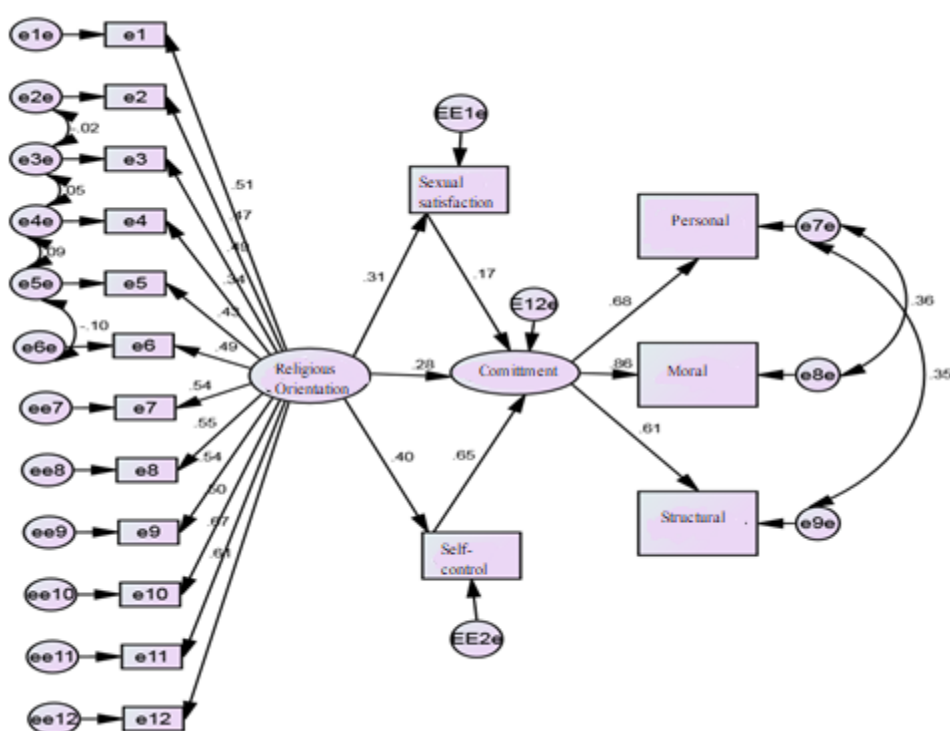 e1e
e1
e2e
e2
-.02
e3e
e3
.05
e4e
e4
.09
e5e
e5
-.10
e6e
e6
ee7
e7
ee8
e8
ee9
e9
ee10
e10
ee11
e11
ee12
e12
.51
.47
.49
.34
.43
.49
.54
.55
.54
.50
.67
.61
Religious
- Orientation
.31
.28
.40
EE1e
Sexual
satisfaction
.17
E12e
Comittment
.65
Self-
control
EE2e
.68
.86
.61
Personal
Moral
Structural .
e7e
e8e
e9e
.36
.35